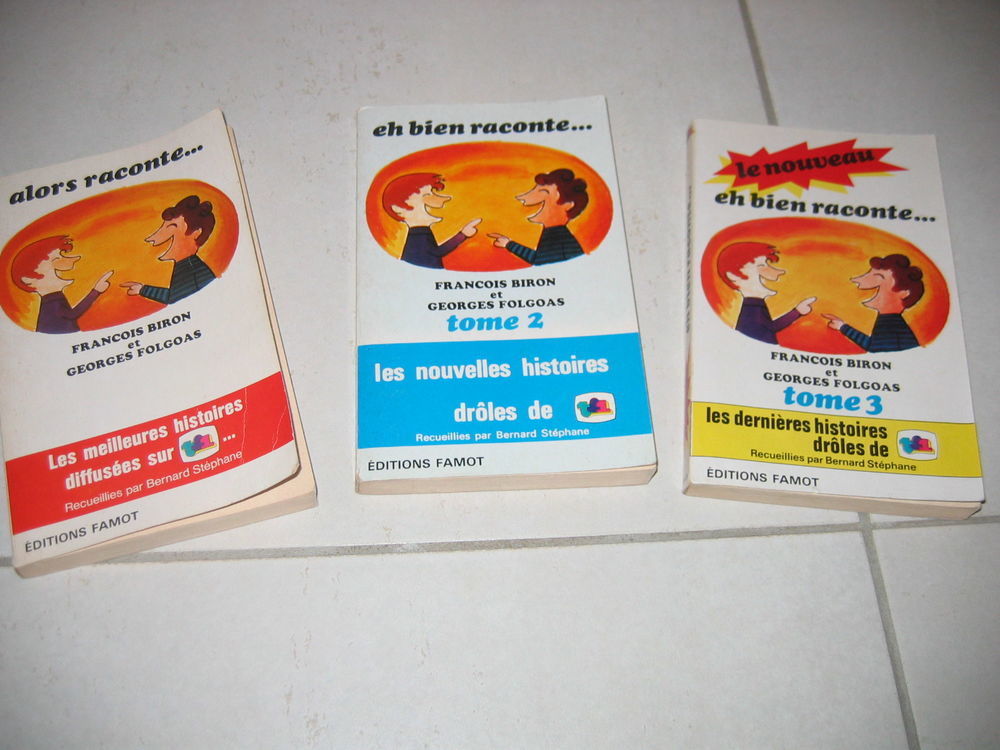 alors raconte...
FRANCOIS BIRON
et
GEORGES FOLGOAS
Les meilleures histoires
diffusées sur TF1 ...
Recueillies par Bernard Stéphane
ÉDITIONS FAMOT
eh bien raconte...
FRANCOIS BIRON
et
GEORGES FOLGOAS
tome 2
les nouvelles histoires
drôles de TF1
Recueillies par Bernard Stéphane
ÉDITIONS FAMOT
le nouveau
eh bien raconte...
FRANCOIS BIRON
et
GEORGES FOLGOAS
tome 3
les dernières histoires
drôles de TF1
Recueillies par Bernard Stéphane
ÉDITIONS FAMOT